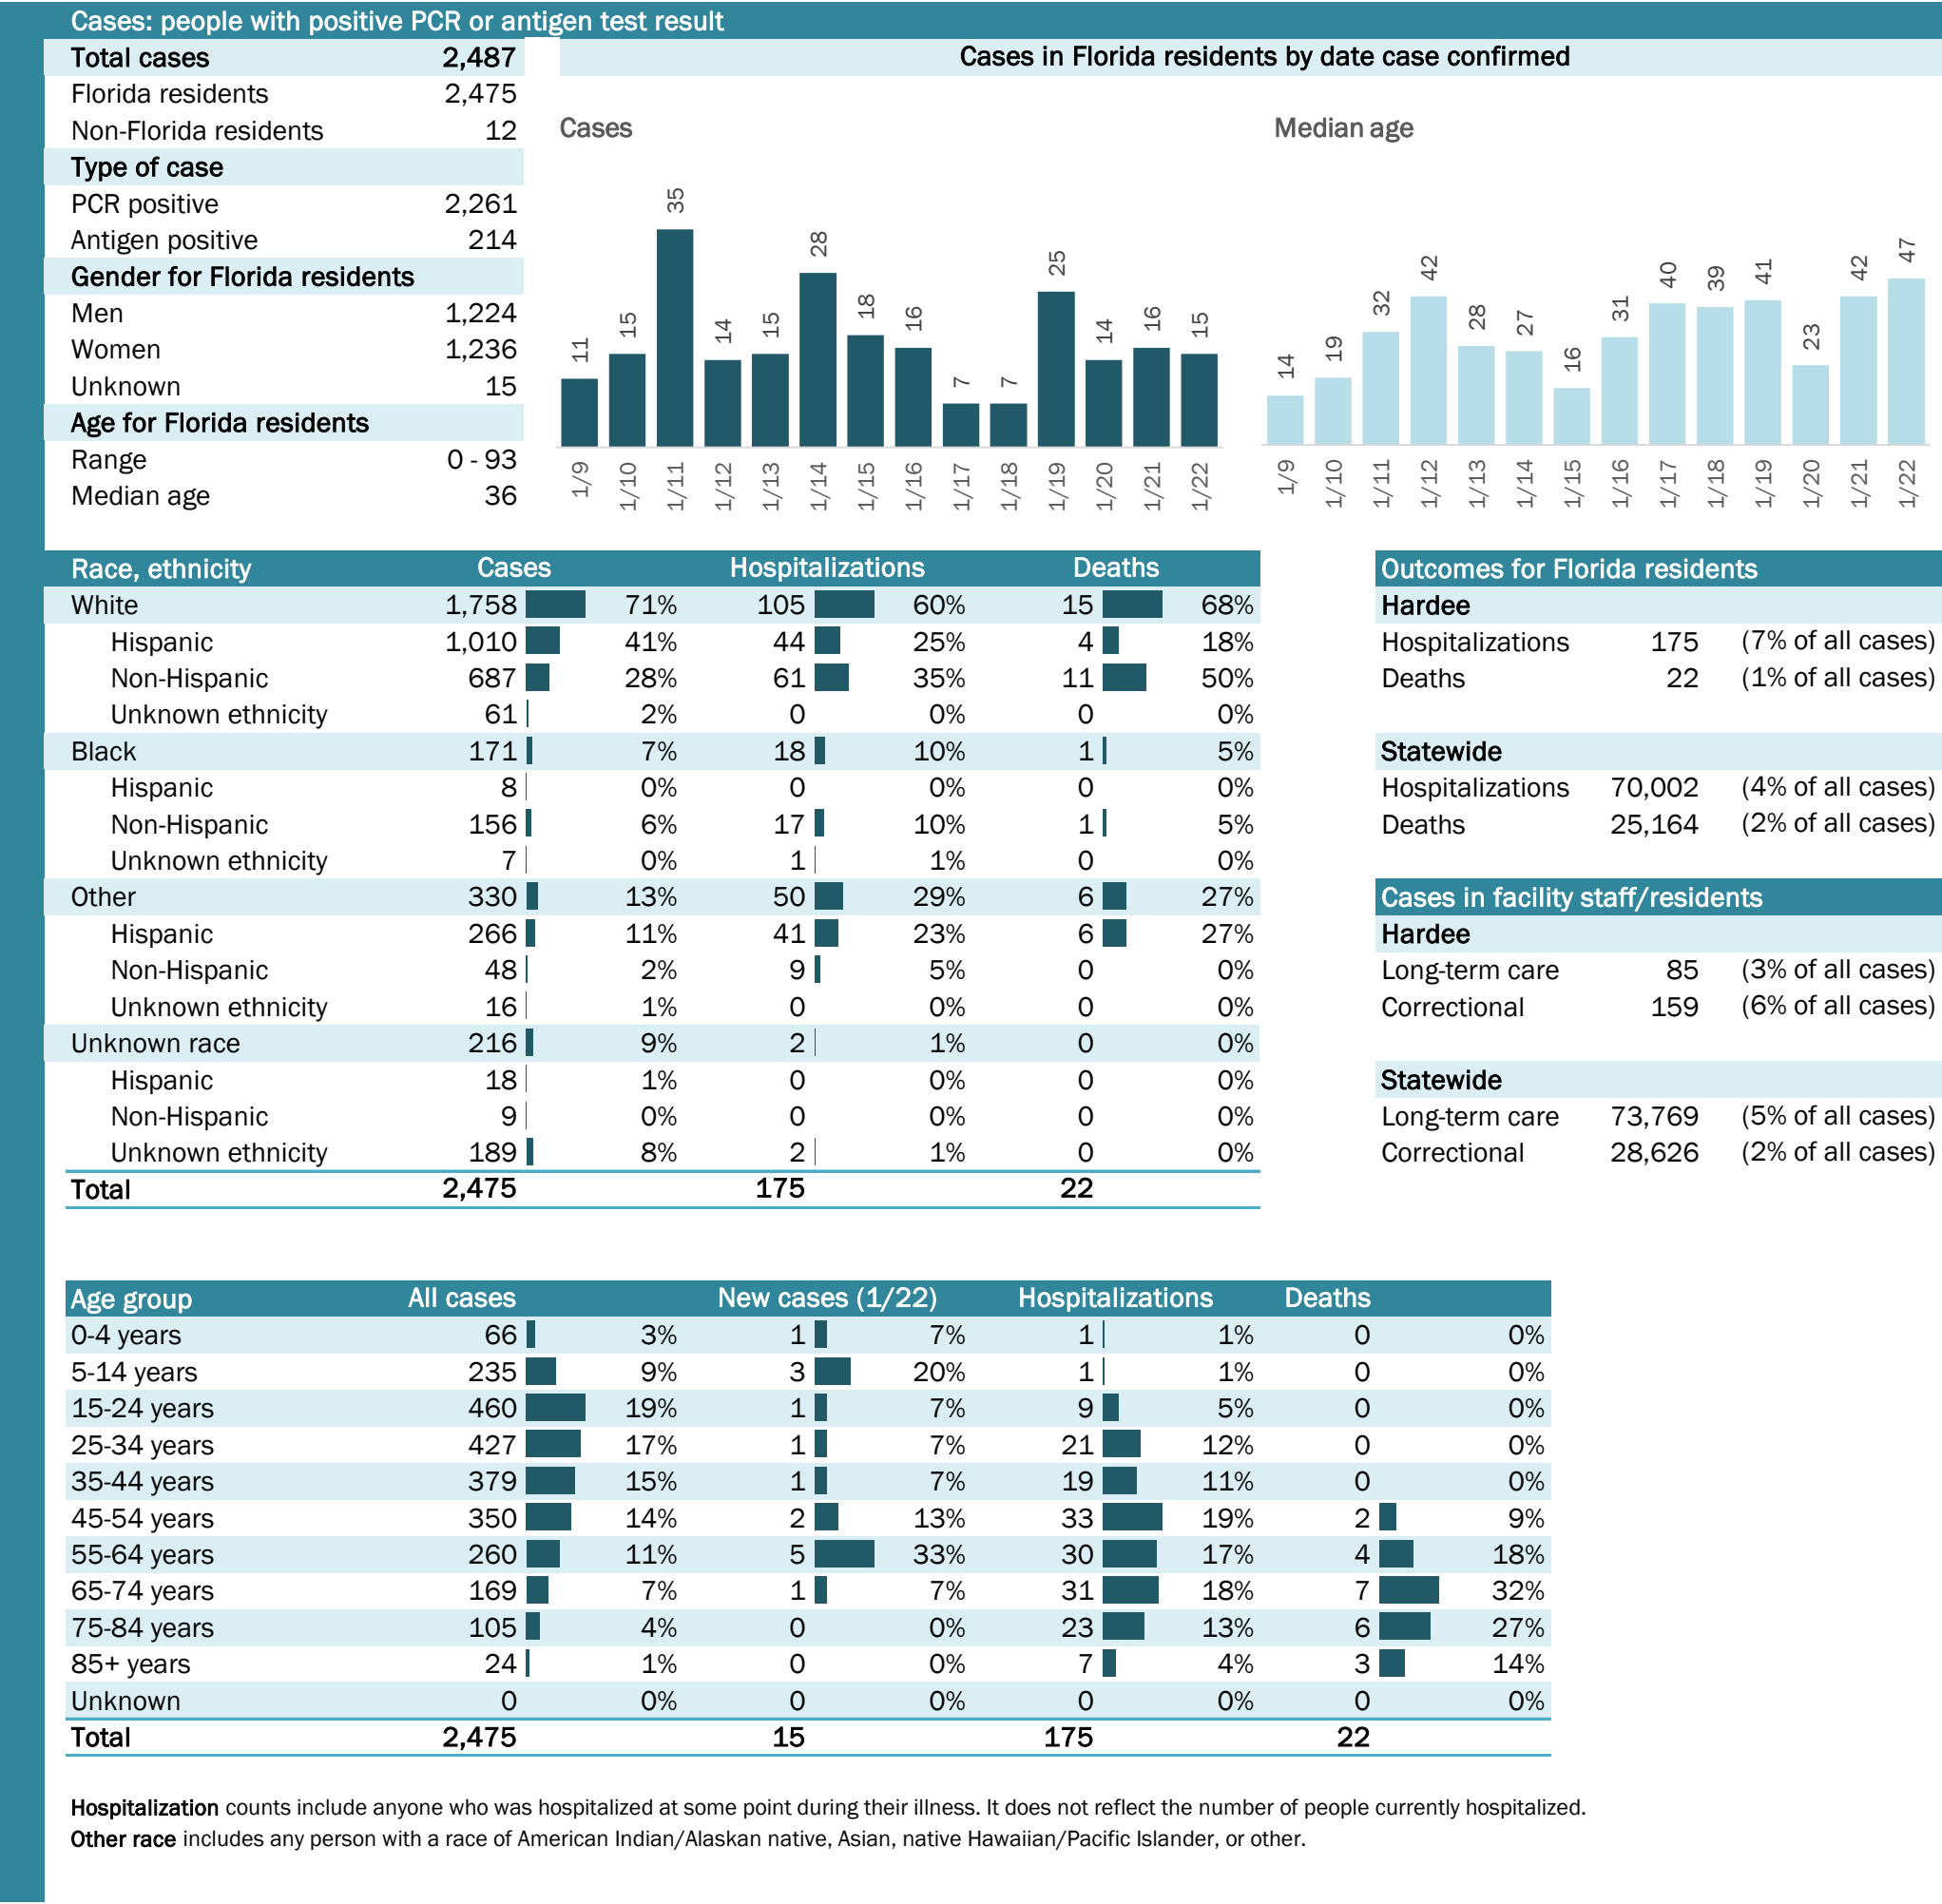 Cases: people with positive PCR or antigen test result
Total cases 2,487
Florida residents 2,475
Non-Florida residents 12
Type of case
PCR positive 2,261
Antigen positive 214
Gender for Florida residents
Men 1,224
Women 1,236
Unknown 15
Age for Florida residents
Range 0 - 93
Median age 36
Cases in Florida residents by date case confirmed
Cases
11 15 35 14 15 28 18 16 7 7 25 14 16 15
1/9 1/10 1/11 1/12 1/13 1/14 1/15 1/16 1/17 1/18 1/19 1/20 1/21 1/22
Median age
14 19 32 42 28 27 16 31 40 39 41 23 42 47
1/9 1/10 1/11 1/12 1/13 1/14 1/15 1/16 1/17 1/18 1/19 1/20 1/21 1/22
Race, ethnicity Cases Hospitalizations Deaths
White 1,758 71% 105 60% 15 68%
Hispanic 1,010 41% 44 25% 4 18%
Non-Hispanic 687 28% 61 35% 11 50%
Unknown ethnicity 61 2% 0 0% 0 0%
Black 171 7% 18 10% 1 5%
Hispanic 8 0% 0 0% 0 0%
Non-Hispanic 156 6% 17 10% 1 5%
Unknown ethnicity 7 0% 1 1% 0 0%
Other 330 13% 50 29% 6 27%
Hispanic 266 11% 41 23% 6 27%
Non-Hispanic 48 2% 9 5% 0 0%
Unknown ethnicity 16 1% 0 0% 0 0%
Unknown race 216 9% 2 1% 0 0%
Hispanic 18 1% 0 0% 0 0%
Non-Hispanic 9 0% 0 0% 0 0%
Unknown ethnicity 189 8% 2 1% 0 0%
Total 2,475 175 22
Outcomes for Florida residents
Hardee
Hospitalizations 175 (7% of all cases)
Deaths 22 (1% of all cases)
Statewide
Hospitalizations 70,002 (4% of all cases)
Deaths 25,164 (2% of all cases)
Cases in facility staff/residents
Hardee
Long-term care 85 (3% of all cases)
Correctional 159 (6% of all cases)
Statewide
Long-term care 73,769 (5% of all cases)
Correctional 28,626 (2% of all cases)
Age group All cases New cases (1/22) Hospitalizations Deaths
0-4 years 66 3% 1 7% 1 1% 0 0%
5-14 years 235 9% 3 20% 1 1% 0 0%
15-24 years 460 19% 1 7% 9 5% 0 0%
25-34 years 427 17% 1 7% 21 12% 0 0%
35-44 years 379 15% 1 7% 19 11% 0 0%
45-54 years 350 14% 2 13% 33 19% 2 9%
55-64 years 260 11% 5 33% 30 17% 4 18%
65-74 years 169 7% 1 7% 31 18% 7 32%
75-84 years 105 4% 0 0% 23 13% 6 27%
85+ years 24 1% 0 0% 7 4% 3 14%
Unknown 0 0% 0 0% 0 0% 0 0%
Total 2,475 15 175 22
Hospitalization counts include anyone who was hospitalized at some point during their illness. It does not reflect the number of people currently hospitalized.
Other race includes any person with a race of American Indian/Alaskan native, Asian, native Hawaiian/Pacific Islander, or other.